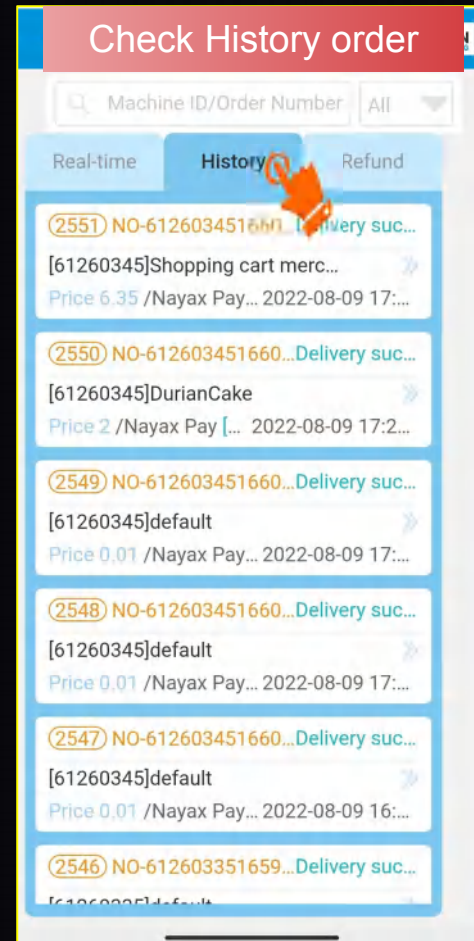 Check History order
Machine ID/Order Number All
Real-time History Refund
2551 NO-612603451660... Delivery suc...
[61260345]Shopping cart merc...
Price 6.35 /Nayax Pay... 2022-08-09 17:...
2550 NO-612603451660...Delivery suc...
[61260345]DurianCake
Price 2 /Nayax Pay [... 2022-08-09 17:2...
2549 NO-612603451660...Delivery suc...
[61260345]default
Price 0.01 /Nayax Pay... 2022-08-09 17:...
2548 NO-612603451660...Delivery suc...
[61260345]default
Price 0.01 /Nayax Pay... 2022-08-09 17:...
2547 NO-612603451660...Delivery suc...
[61260345]default
Price 0.01 /Nayax Pay... 2022-08-09 16:...
2546 NO-612603351659...Delivery suc...